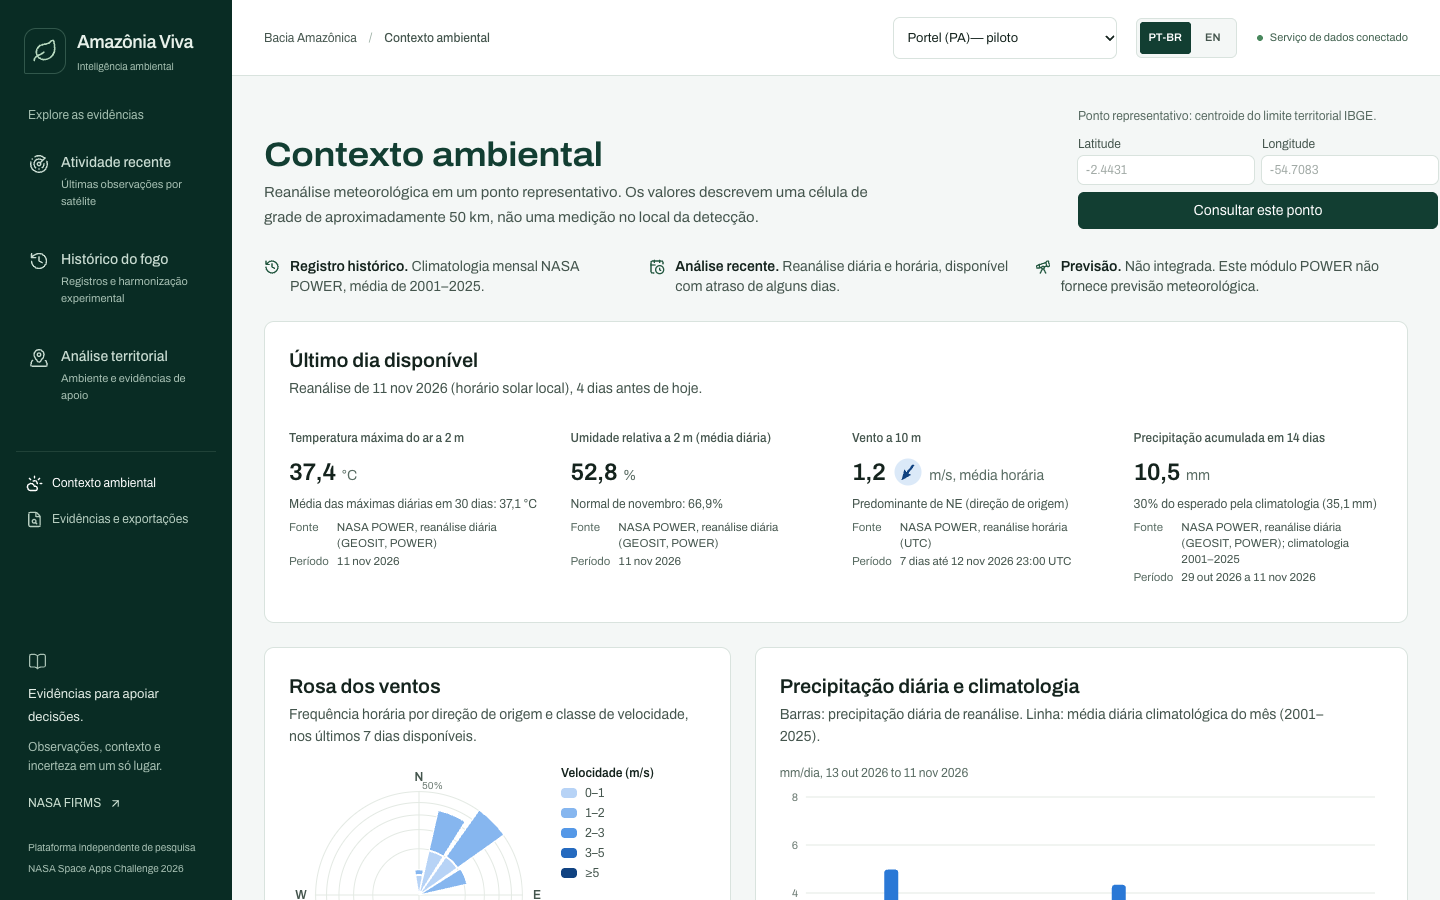 Amazônia Viva
Inteligência ambiental
Explore as evidências
Atividade recente
Últimas observações por
satélite
Histórico do fogo
Registros e harmonização
experimental
Análise territorial
Ambiente e evidências de
apoio
Contexto ambiental
Evidências e exportações
Evidências para apoiar
decisões.
Observações, contexto e
incerteza em um só lugar.
NASA FIRMS
Plataforma independente de pesquisa
NASA Space Apps Challenge 2026
Bacia Amazônica / Contexto ambiental
Portel (PA)— piloto
PT-BR EN
Serviço de dados conectado
Contexto ambiental
Reanálise meteorológica em um ponto representativo. Os valores descrevem uma célula de
grade de aproximadamente 50 km, não uma medição no local da detecção.
Ponto representativo: centroide do limite territorial IBGE.
Latitude Longitude
-2.4431 -54.7083
Consultar este ponto
Registro histórico. Climatologia mensal NASA
POWER, média de 2001–2025.
Análise recente. Reanálise diária e horária, disponível
com atraso de alguns dias.
Previsão. Não integrada. Este módulo POWER não
fornece previsão meteorológica.
Último dia disponível
Reanálise de 11 nov 2026 (horário solar local), 4 dias antes de hoje.
Temperatura máxima do ar a 2 m
37,4 °C
Média das máximas diárias em 30 dias: 37,1 °C
Fonte NASA POWER, reanálise diária
(GEOSIT, POWER)
Período 11 nov 2026
Umidade relativa a 2 m (média diária)
52,8 %
Normal de novembro: 66,9%
Fonte NASA POWER, reanálise diária
(GEOSIT, POWER)
Período 11 nov 2026
Vento a 10 m
1,2 m/s, média horária
Predominante de NE (direção de origem)
Fonte NASA POWER, reanálise horária
(UTC)
Período 7 dias até 12 nov 2026 23:00 UTC
Precipitação acumulada em 14 dias
10,5 mm
30% do esperado pela climatologia (35,1 mm)
Fonte NASA POWER, reanálise diária
(GEOSIT, POWER); climatologia
2001–2025
Período 29 out 2026 a 11 nov 2026
Rosa dos ventos
Frequência horária por direção de origem e classe de velocidade,
nos últimos 7 dias disponíveis.
N
50%
W
E
Velocidade (m/s)
0–1
1–2
2–3
3–5
≥5
Precipitação diária e climatologia
Barras: precipitação diária de reanálise. Linha: média diária climatológica do mês (2001–
2025).
mm/dia, 13 out 2026 to 11 nov 2026
8
6
4